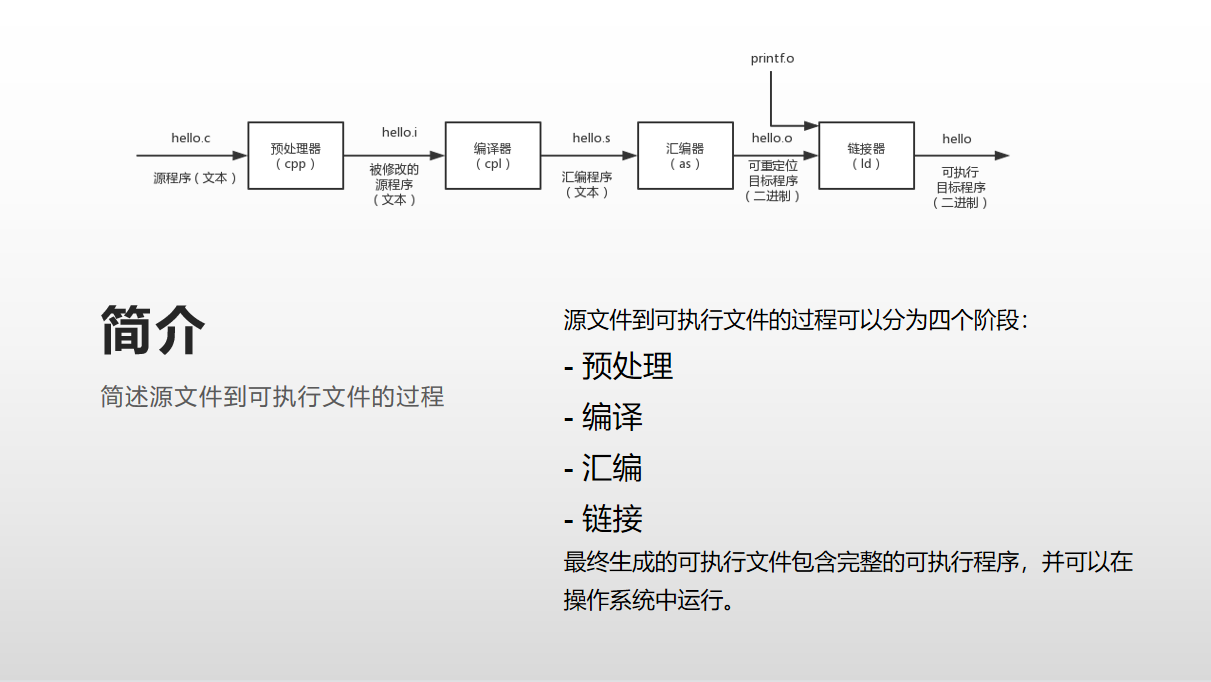 printf.o
hello.c
预处理器
（cpp）
源程序（文本）
hello.i
被修改的
源程序
（文本）
编译器
（cpl）
hello.s
汇编程序
（文本）
汇编器
（as）
hello.o
可重定位
目标程序
（二进制）
链接器
（ld）
hello
可执行
目标程序
（二进制）
简介
简述源文件到可执行文件的过程
源文件到可执行文件的过程可以分为四个阶段：
- 预处理
- 编译
- 汇编
- 链接
最终生成的可执行文件包含完整的可执行程序，并可以在
操作系统中运行。